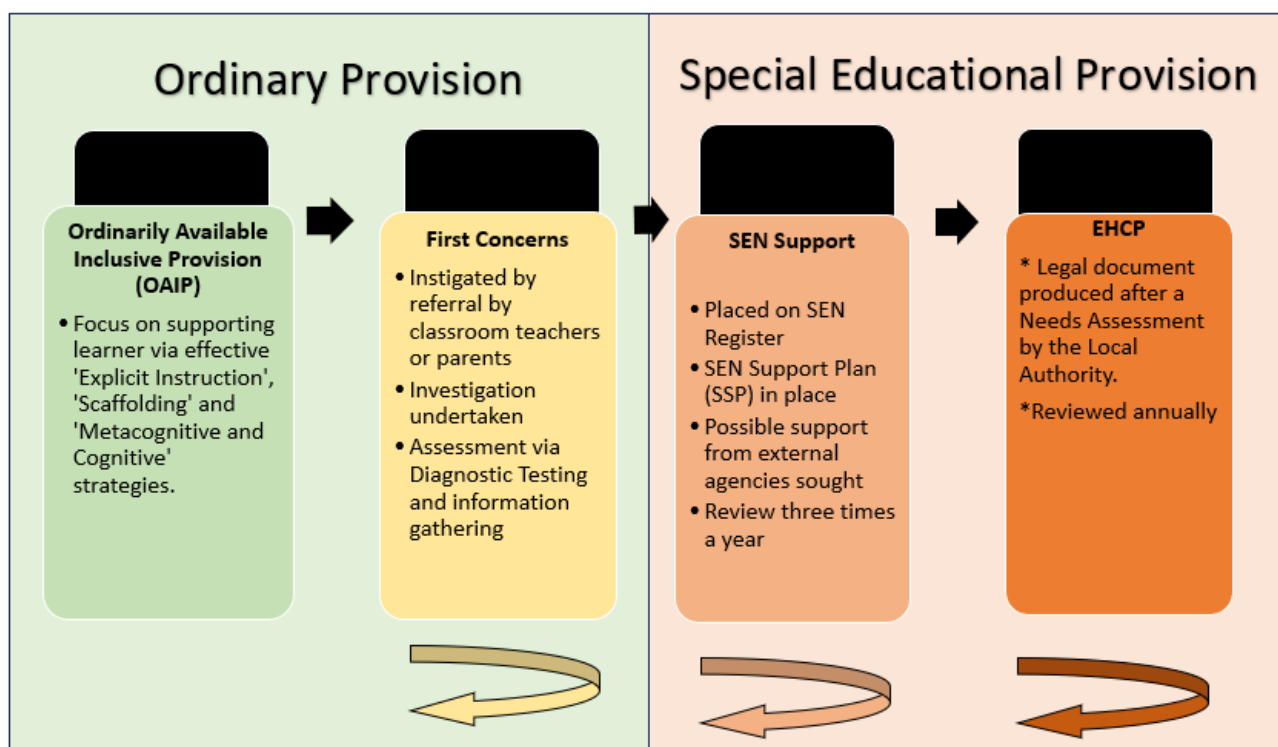 Ordinary Provision
Special Educational Provision
Ordinarily Available
Inclusive Provision
(OAIP)
• Focus on supporting
learner via effective
'Explicit Instruction',
'Scaffolding' and
'Metacognitive and
Cognitive'
strategies.
First Concerns
• Instigated by
referral by
classroom teachers
or parents
• Investigation
undertaken
• Assessment via
Diagnostic Testing
and information
gathering
SEN Support
• Placed on SEN
Register
• SEN Support Plan
(SSP) in place
• Possible support
from external
agencies sought
• Review three times
a year
EHCP
* Legal document
produced after a
Needs Assessment
by the Local
Authority.
*Reviewed annually